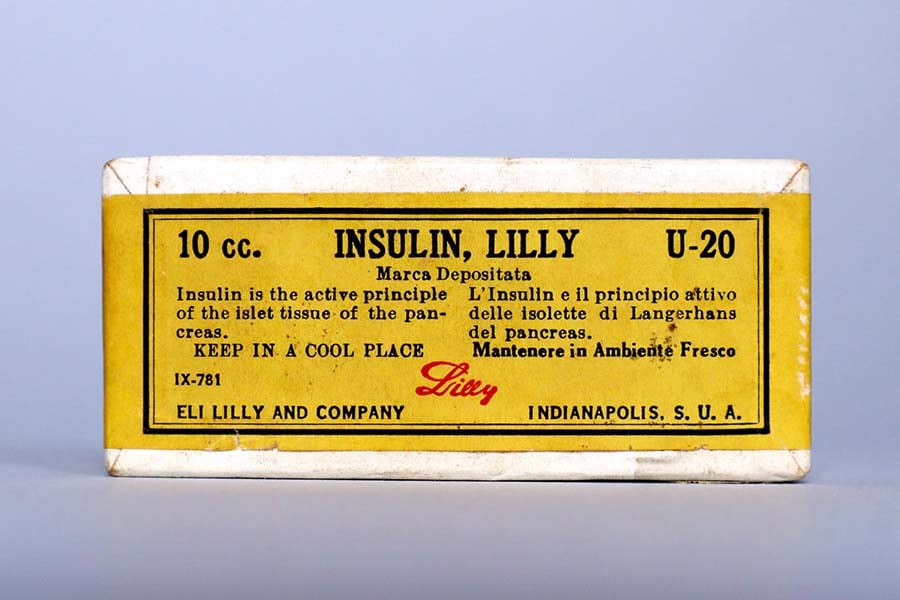 10 cc. INSULIN, LILLY U-20
Marca Depositata
Insulin is the active principle
of the islet tissue of the pan-
creas.
KEEP IN A COOL PLACE
L'Insulin e il principio attivo
delle isolette di Langerhans
del pancreas.
Mantenere in Ambiente Fresco
IX-781
Lilly
ELI LILLY AND COMPANY INDIANAPOLIS, S. U. A.